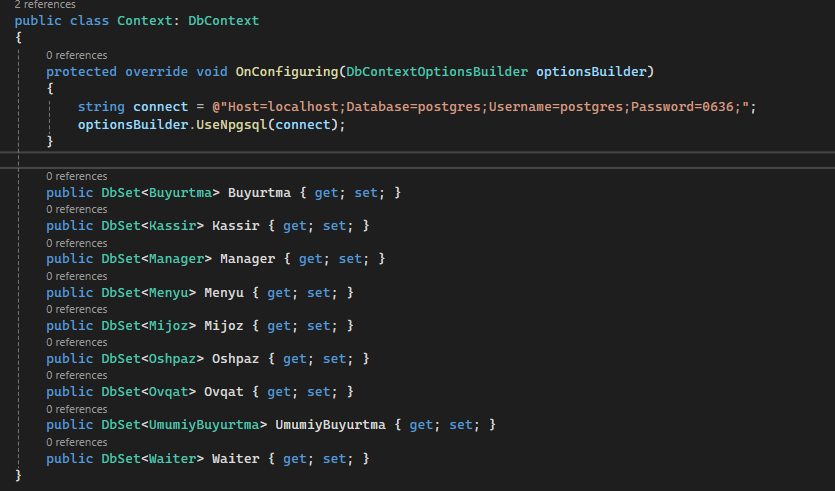 2 references
public class Context: DbContext
{
0 references
protected override void OnConfiguring(DbContextOptionsBuilder optionsBuilder)
{
string connect = @"Host=localhost;Database=postgres;Username=postgres;Password=0636;";
optionsBuilder.UseNpgsql(connect);
}
0 references
public DbSet<Buyurtma> Buyurtma { get; set; }
0 references
public DbSet<Kassir> Kassir { get; set; }
0 references
public DbSet<Manager> Manager { get; set; }
0 references
public DbSet<Menyu> Menyu { get; set; }
0 references
public DbSet<Mijoz> Mijoz { get; set; }
0 references
public DbSet<Oshpaz> Oshpaz { get; set; }
0 references
public DbSet<Ovqat> Ovqat { get; set; }
0 references
public DbSet<UmumiyBuyurtma> UmumiyBuyurtma { get; set; }
0 references
public DbSet<Waiter> Waiter { get; set; }
}